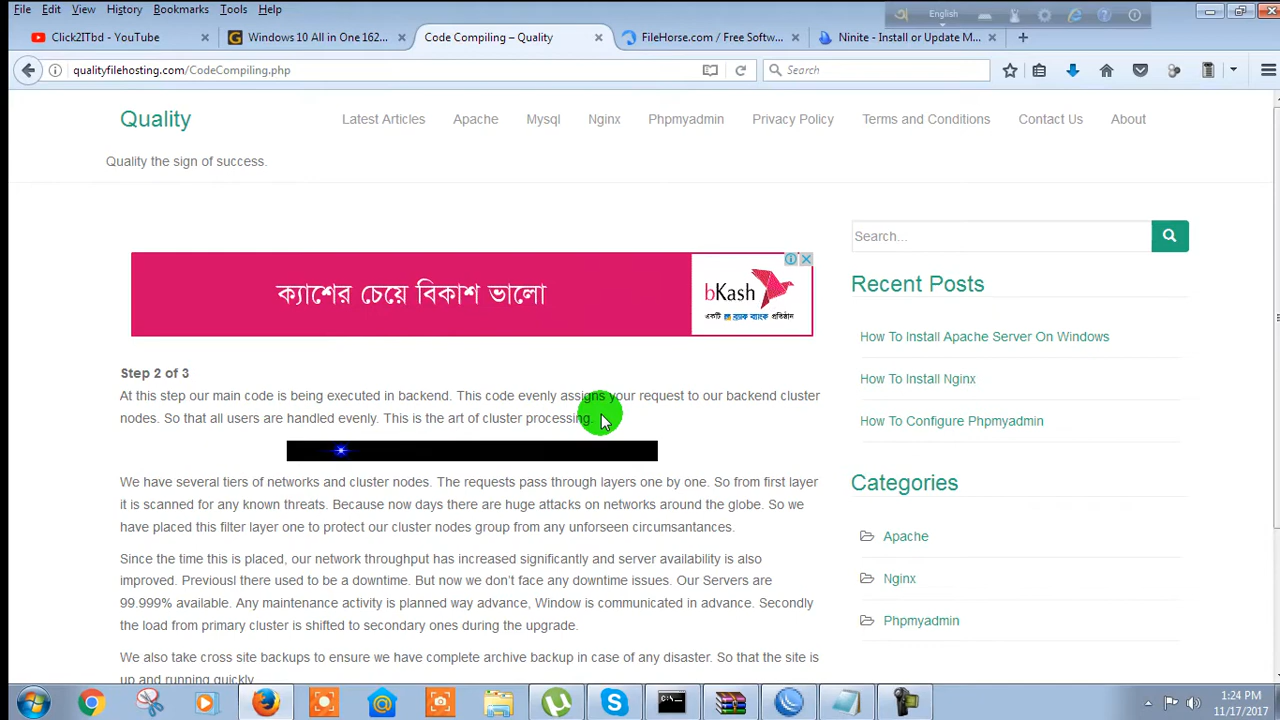 File Edit View History Bookmarks Tools Help
English
Click2ITbd - YouTube
Windows 10 All in One 162...
Code Compiling – Quality
FileHorse.com / Free Softw...
Ninite - Install or Update M...
qualityfilehosting.com/CodeCompiling.php
Search
Quality
Latest Articles Apache Mysql Nginx Phpmyadmin Privacy Policy Terms and Conditions Contact Us About
Quality the sign of success.
Search...
ক্যাশের চেয়ে বিকাশ ভালো
bKash
একটি ব্র্যাক ব্যাংক প্রতিষ্ঠান
Step 2 of 3
At this step our main code is being executed in backend. This code evenly assigns your request to our backend cluster
nodes. So that all users are handled evenly. This is the art of cluster processing.
We have several tiers of networks and cluster nodes. The requests pass through layers one by one. So from first layer
it is scanned for any known threats. Because now days there are huge attacks on networks around the globe. So we
have placed this filter layer one to protect our cluster nodes group from any unforseen circumsantances.
Since the time this is placed, our network throughput has increased significantly and server availability is also
improved. Previousl there used to be a downtime. But now we don't face any downtime issues. Our Servers are
99.999% available. Any maintenance activity is planned way advance, Window is communicated in advance. Secondly
the load from primary cluster is shifted to secondary ones during the upgrade.
We also take cross site backups to ensure we have complete archive backup in case of any disaster. So that the site is
up and running quickly
Recent Posts
How To Install Apache Server On Windows
How To Install Nginx
How To Configure Phpmyadmin
Categories
Apache
Nginx
Phpmyadmin
1:24 PM
11/17/2017